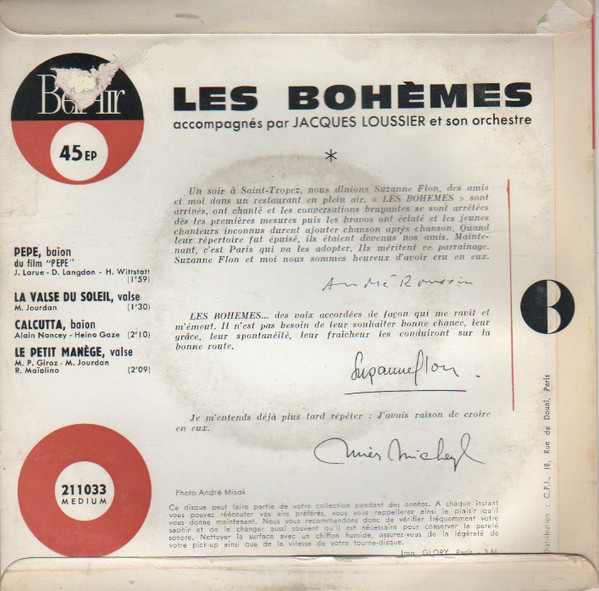 Bel Air
45 EP
LES BOHÈMES
accompagnés par JACQUES LOUSSIER et son orchestre
*
Un soir à Saint-Tropez, nous dînions Suzanne Flon, des amis
et moi dans un restaurant en plein air. « LES BOHEMES » sont
arrivés, ont chanté et les conversations bruyantes se sont arrêtées
dès les premières mesures puis les bravos ont éclaté et les jeunes
chanteurs inconnus durent ajouter chanson après chanson. Quand
leur répertoire fut épuisé, ils étaient devenus nos amis. Mainte-
nant, c'est Paris qui va les adopter. Ils méritent ce parrainage.
Suzanne Flon et moi nous sommes heureux d'avoir cru en eux.
André Roussin
LES BOHEMES... des voix accordées de façon qui me ravit et
m'émeut. Il n'est pas besoin de leur souhaiter bonne chance, leur
grâce, leur spontanéité, leur fraîcheur les conduiront sur la
bonne route.
Suzanne Flon.
Je m'entends déjà plus tard répéter : J'avais raison de croire
en eux.
Mick Micheyl
PEPE, baïon
du film "PEPE"
J. Larue - D. Langdon - H. Wittstatt
(1'59)
LA VALSE DU SOLEIL, valse
M. Jourdan (1'30)
CALCUTTA, baïon
Alain Nancey - Heino Gaze (2'10)
LE PETIT MANÈGE, valse
M. P. Giroz - M. Jourdan
R. Maïolino (2'09)
211033
MEDIUM
Photo André Misak
Ce disque peut faire partie de votre collection pendant des années. A chaque instant
vous pouvez réécouter vos airs préférés, vous vous rappellerez ainsi le plaisir qu'il
vous donne maintenant. Nous vous recommandons donc de vérifier fréquemment votre
saphir et de le changer aussi souvent qu'il est nécessaire pour conserver la pureté
sonore. Nettoyer la surface avec un chiffon humide, assurez-vous de la légèreté de
votre pick-up ainsi que de la vitesse de votre tourne-disque.
Imp. GLORY, Paris
B
Distribution : C.P.I., 18, Rue de Douai, Paris